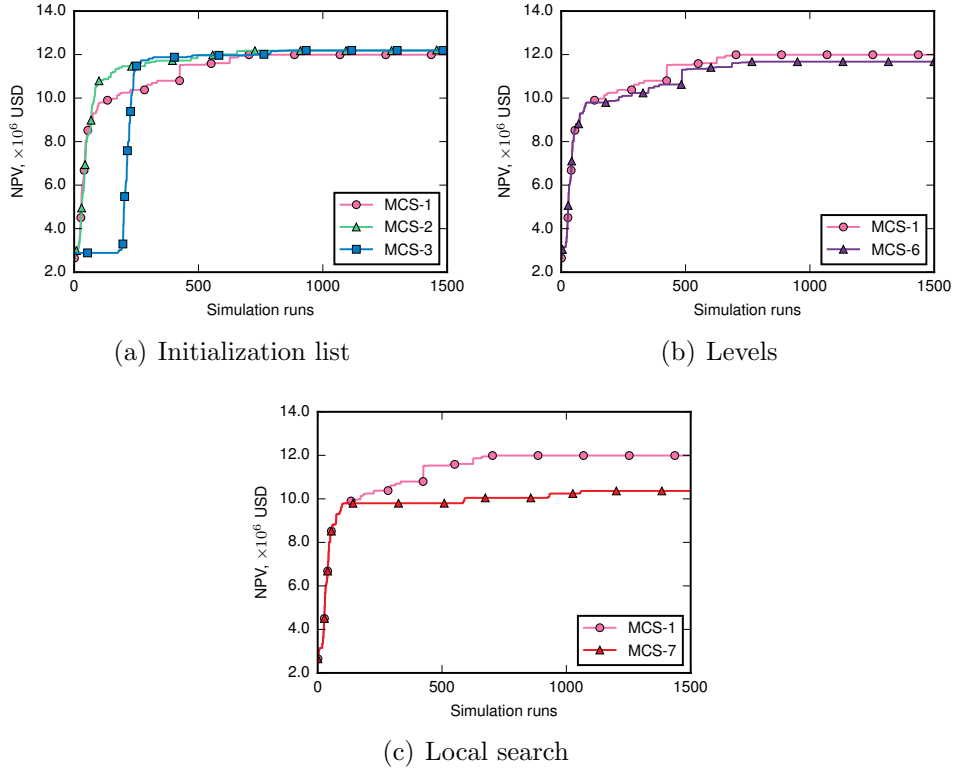 14.0
12.0
10.0
8.0
6.0
4.0
2.0
NPV, ×10⁶ USD
MCS-1
MCS-2
MCS-3
0 500 1000 1500
Simulation runs
(a) Initialization list
14.0
12.0
10.0
8.0
6.0
4.0
2.0
NPV, ×10⁶ USD
MCS-1
MCS-6
0 500 1000 1500
Simulation runs
(b) Levels
14.0
12.0
10.0
8.0
6.0
4.0
2.0
NPV, ×10⁶ USD
MCS-1
MCS-7
0 500 1000 1500
Simulation runs
(c) Local search